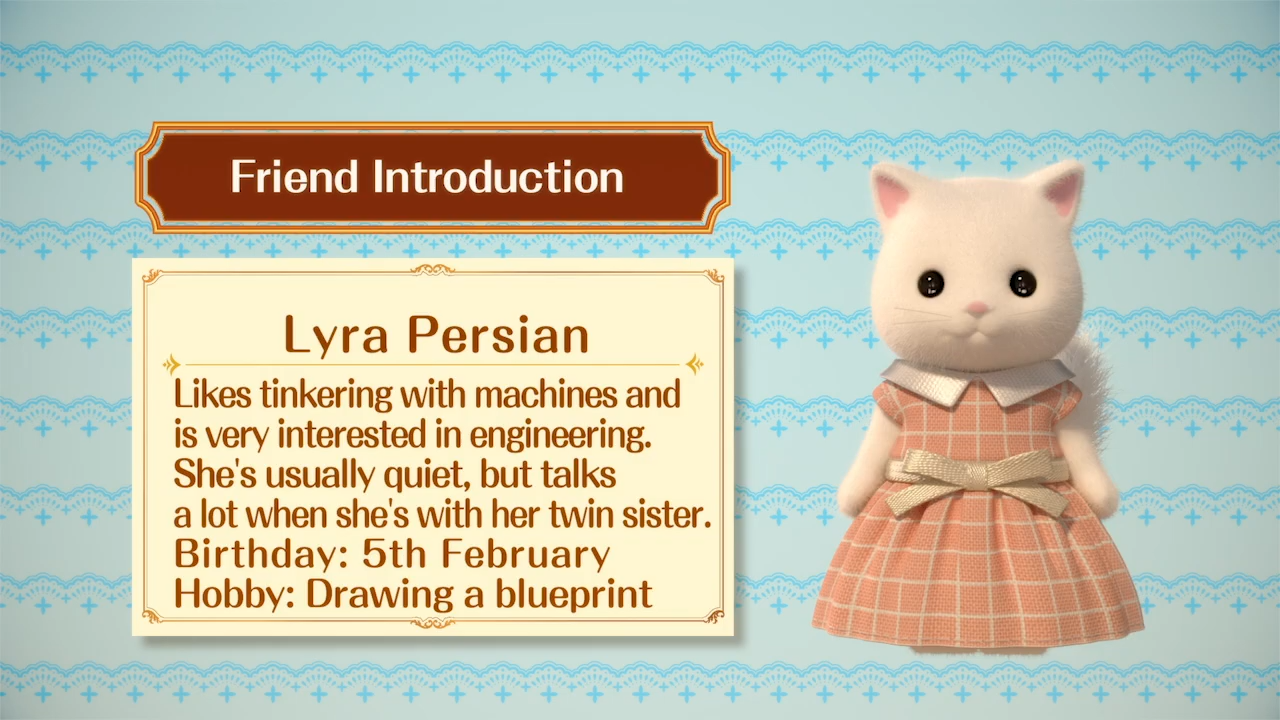 Friend Introduction
Lyra Persian
Likes tinkering with machines and
is very interested in engineering.
She's usually quiet, but talks
a lot when she's with her twin sister.
Birthday: 5th February
Hobby: Drawing a blueprint